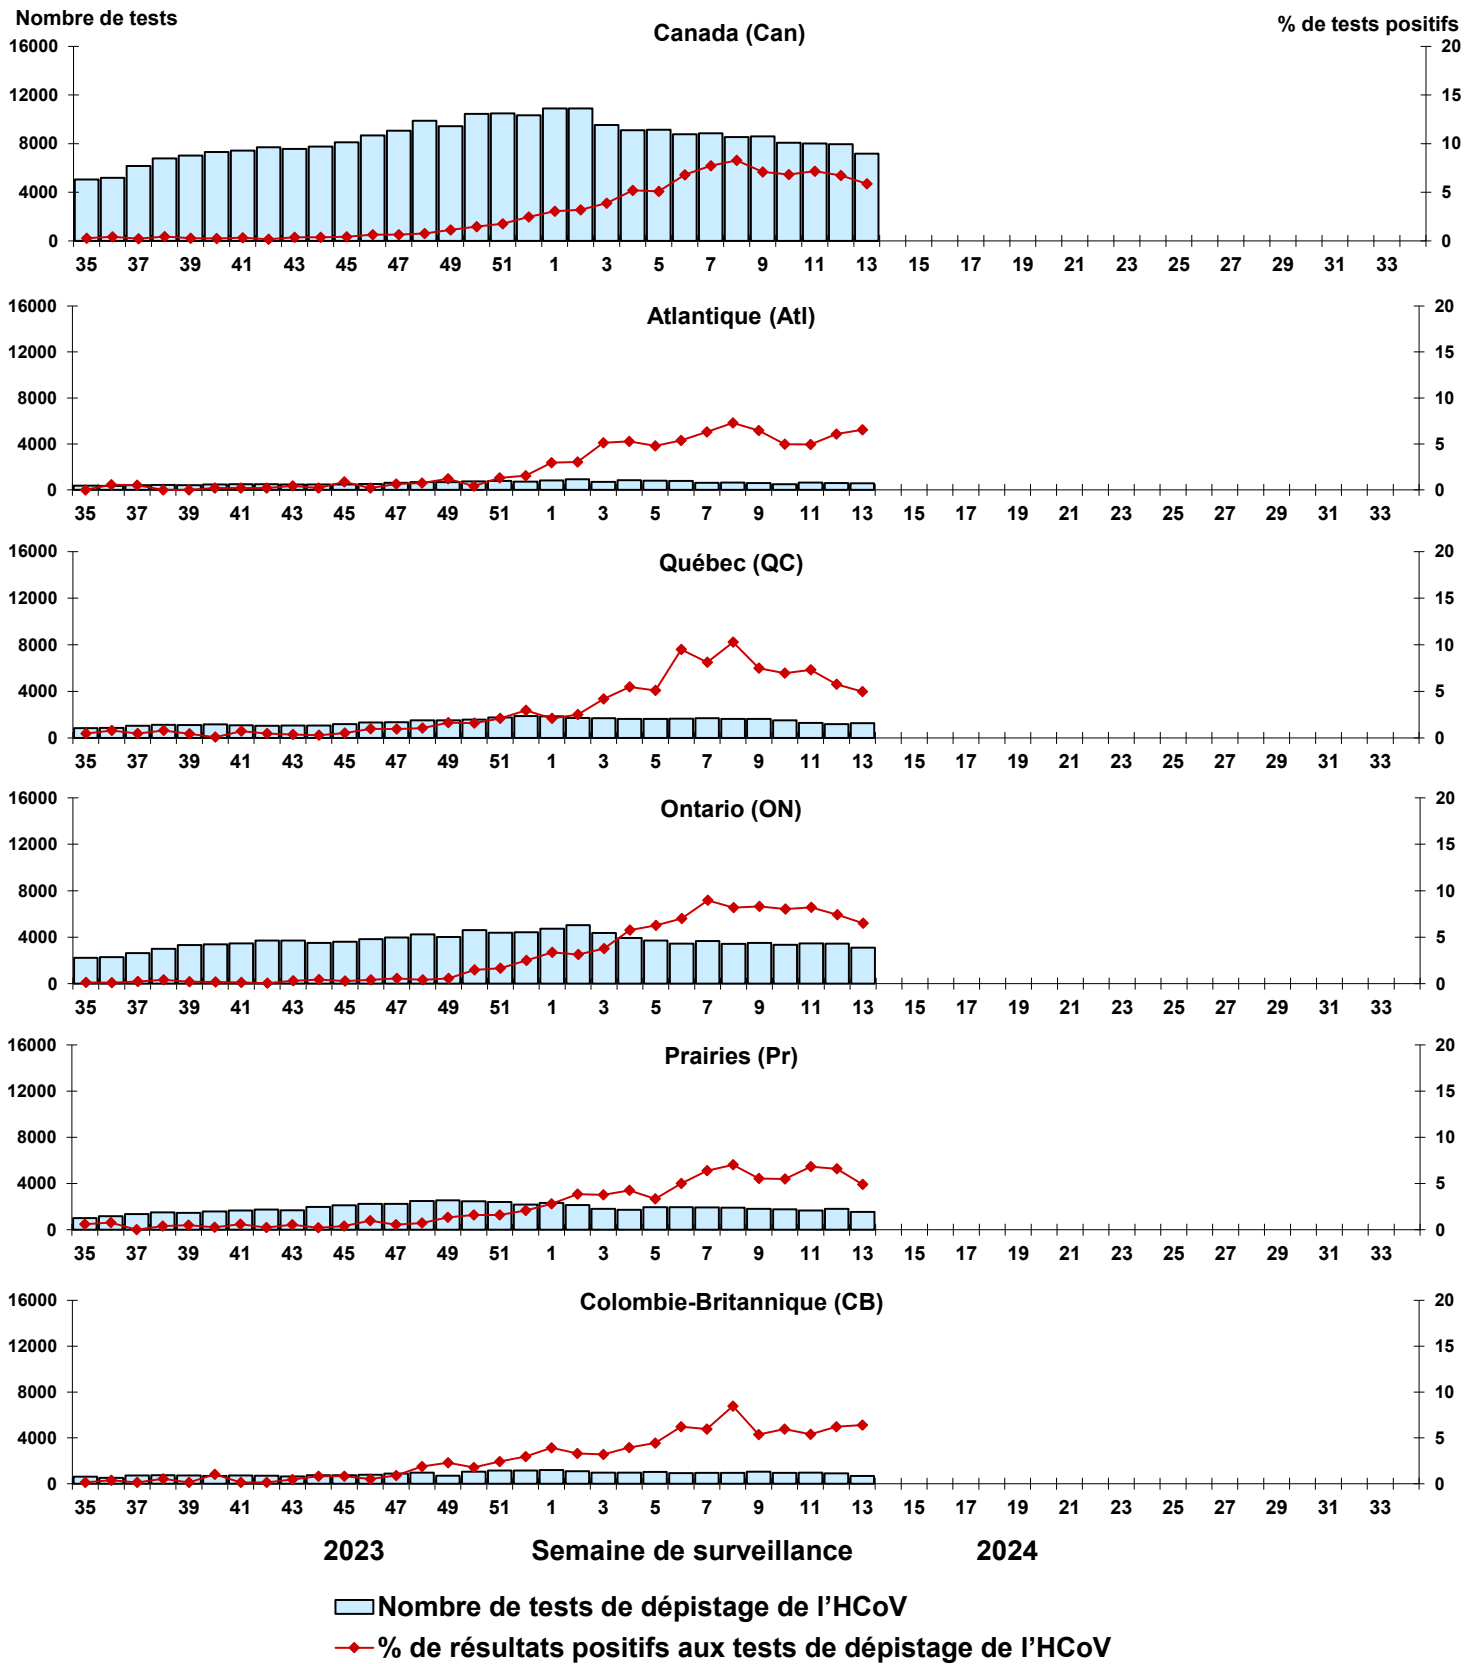 Nombre de tests
% de tests positifs
Canada (Can)
16000 20
12000 15
8000 10
4000 5
0 0
35 37 39 41 43 45 47 49 51 1 3 5 7 9 11 13 15 17 19 21 23 25 27 29 31 33
Atlantique (Atl)
16000 20
12000 15
8000 10
4000 5
0 0
35 37 39 41 43 45 47 49 51 1 3 5 7 9 11 13 15 17 19 21 23 25 27 29 31 33
Québec (QC)
16000 20
12000 15
8000 10
4000 5
0 0
35 37 39 41 43 45 47 49 51 1 3 5 7 9 11 13 15 17 19 21 23 25 27 29 31 33
Ontario (ON)
16000 20
12000 15
8000 10
4000 5
0 0
35 37 39 41 43 45 47 49 51 1 3 5 7 9 11 13 15 17 19 21 23 25 27 29 31 33
Prairies (Pr)
16000 20
12000 15
8000 10
4000 5
0 0
35 37 39 41 43 45 47 49 51 1 3 5 7 9 11 13 15 17 19 21 23 25 27 29 31 33
Colombie-Britannique (CB)
16000 20
12000 15
8000 10
4000 5
0 0
35 37 39 41 43 45 47 49 51 1 3 5 7 9 11 13 15 17 19 21 23 25 27 29 31 33
2023 Semaine de surveillance 2024
Nombre de tests de dépistage de l’HCoV
% de résultats positifs aux tests de dépistage de l’HCoV